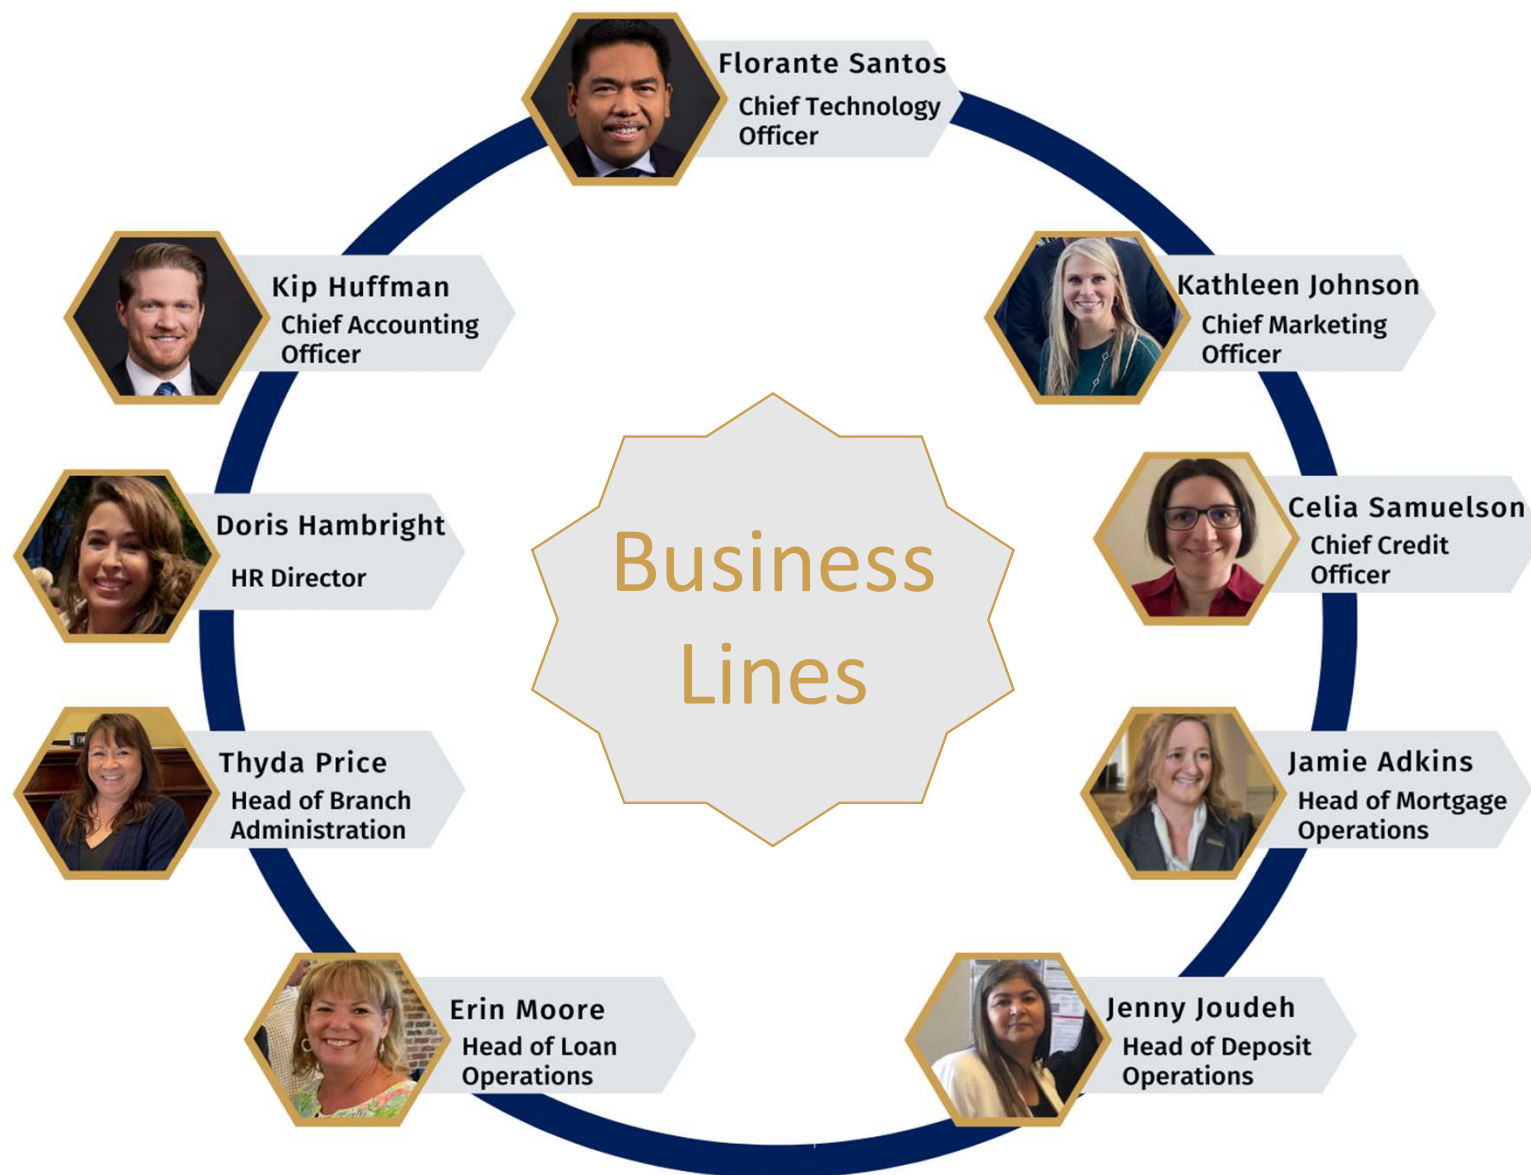 Florante Santos
Chief Technology
Officer
Kip Huffman
Chief Accounting
Officer
Kathleen Johnson
Chief Marketing
Officer
Doris Hambright
HR Director
Celia Samuelson
Chief Credit
Officer
Business
Lines
Thyda Price
Head of Branch
Administration
Jamie Adkins
Head of Mortgage
Operations
Erin Moore
Head of Loan
Operations
Jenny Joudeh
Head of Deposit
Operations